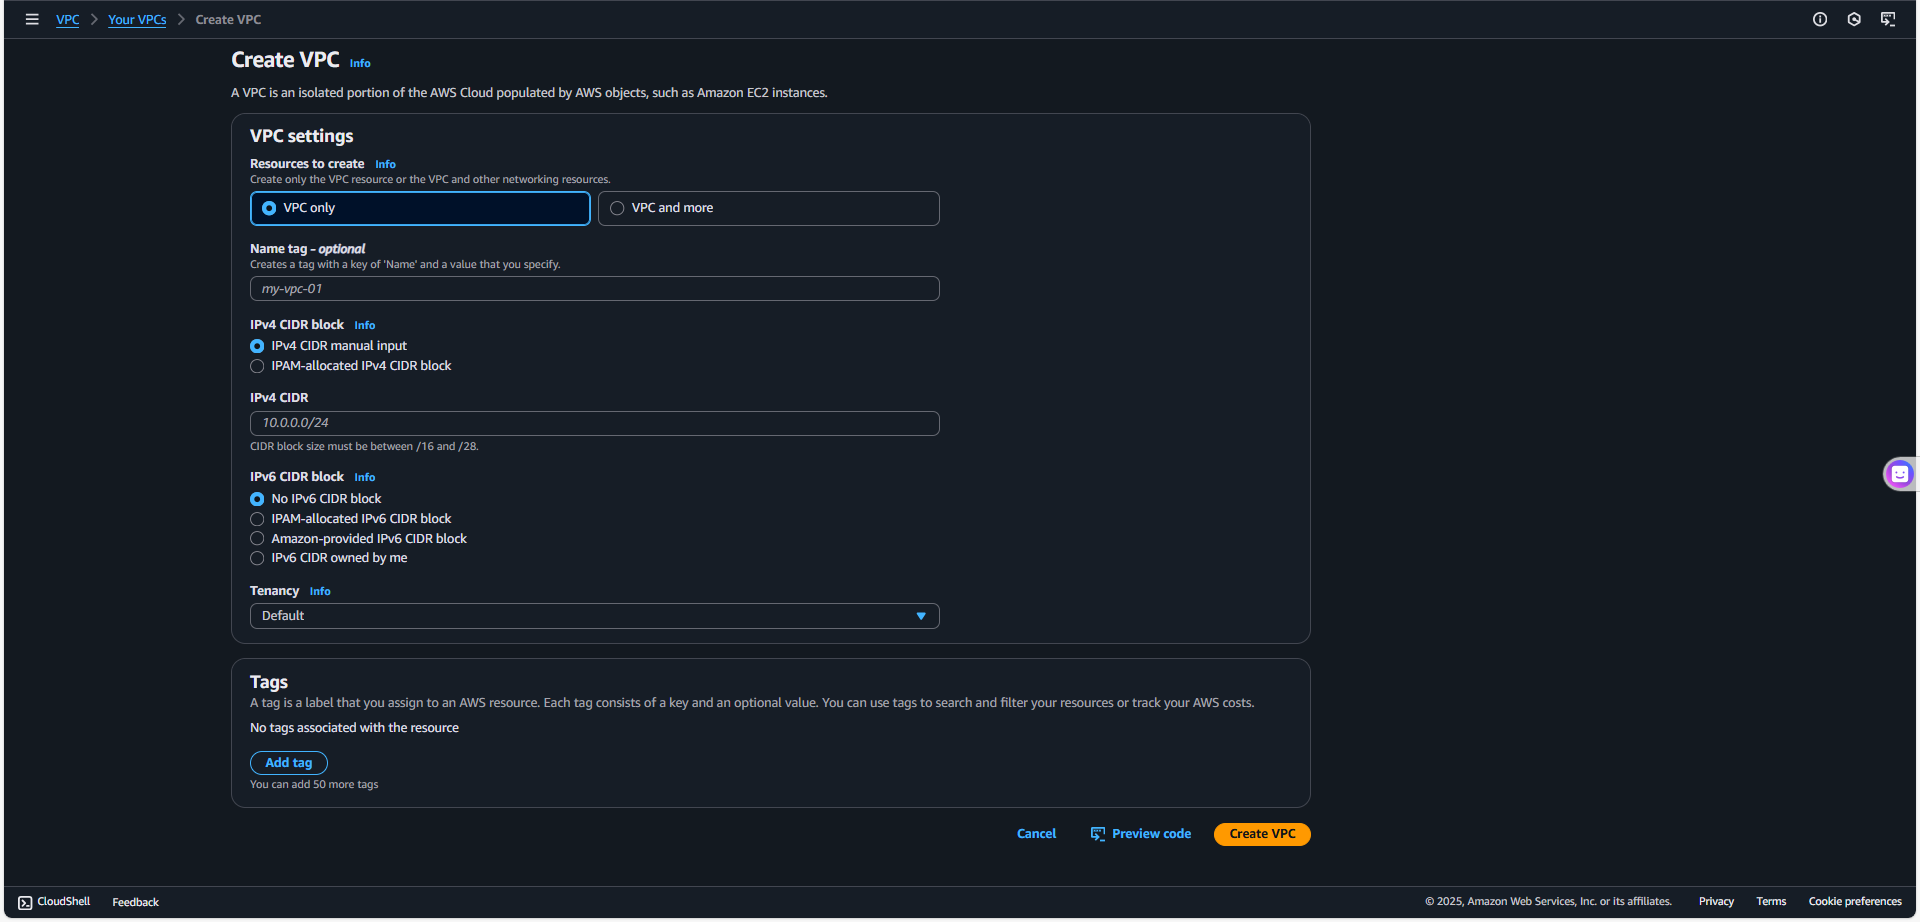 VPC
Your VPCs
Create VPC
Create VPC Info
A VPC is an isolated portion of the AWS Cloud populated by AWS objects, such as Amazon EC2 instances.
VPC settings
Resources to create Info
Create only the VPC resource or the VPC and other networking resources.
VPC only
VPC and more
Name tag - optional
Creates a tag with a key of 'Name' and a value that you specify.
my-vpc-01
IPv4 CIDR block Info
IPv4 CIDR manual input
IPAM-allocated IPv4 CIDR block
IPv4 CIDR
10.0.0.0/24
CIDR block size must be between /16 and /28.
IPv6 CIDR block Info
No IPv6 CIDR block
IPAM-allocated IPv6 CIDR block
Amazon-provided IPv6 CIDR block
IPv6 CIDR owned by me
Tenancy Info
Default
Tags
A tag is a label that you assign to an AWS resource. Each tag consists of a key and an optional value. You can use tags to search and filter your resources or track your AWS costs.
No tags associated with the resource
Add tag
You can add 50 more tags
Cancel
Preview code
Create VPC
CloudShell
Feedback
© 2025, Amazon Web Services, Inc. or its affiliates.
Privacy
Terms
Cookie preferences